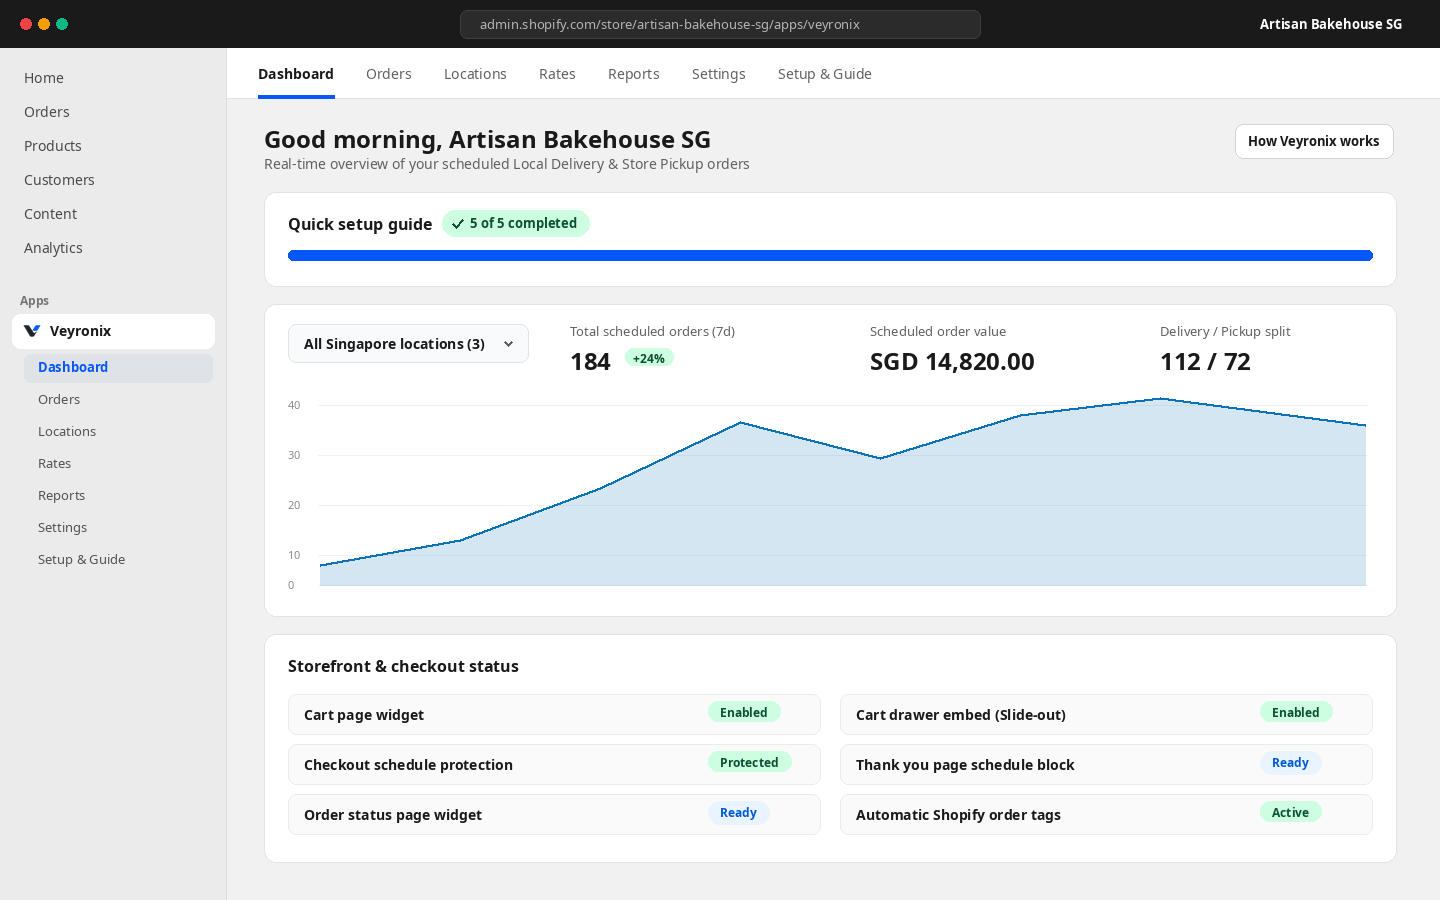 admin.shopify.com/store/artisan-bakehouse-sg/apps/veyronix
Artisan Bakehouse SG
Home
Orders
Products
Customers
Content
Analytics
Apps
Veyronix
Dashboard
Orders
Locations
Rates
Reports
Settings
Setup & Guide
Dashboard Orders Locations Rates Reports Settings Setup & Guide
Good morning, Artisan Bakehouse SG
Real-time overview of your scheduled Local Delivery & Store Pickup orders
How Veyronix works
Quick setup guide 5 of 5 completed
All Singapore locations (3)
Total scheduled orders (7d)
184 +24%
Scheduled order value
SGD 14,820.00
Delivery / Pickup split
112 / 72
40
30
20
10
0
Storefront & checkout status
Cart page widget Enabled
Cart drawer embed (Slide-out) Enabled
Checkout schedule protection Protected
Thank you page schedule block Ready
Order status page widget Ready
Automatic Shopify order tags Active